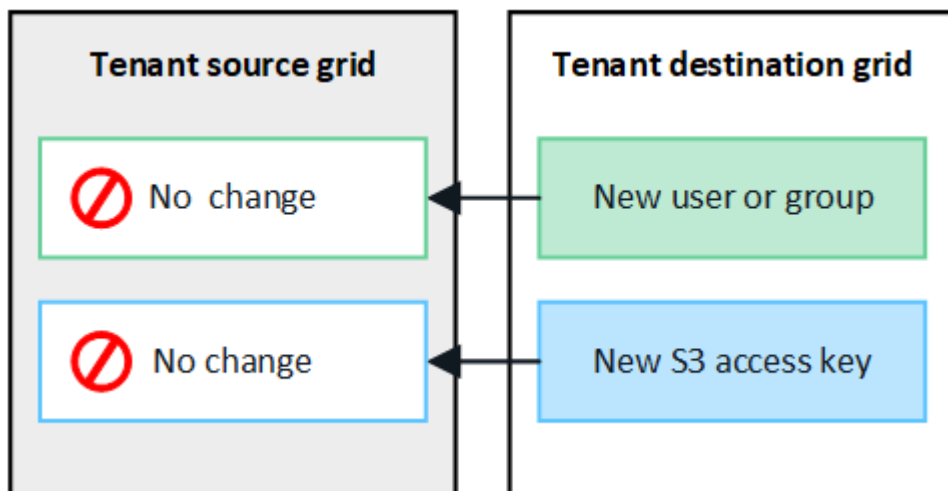 Tenant source grid
No change
No change
Tenant destination grid
New user or group
New S3 access key